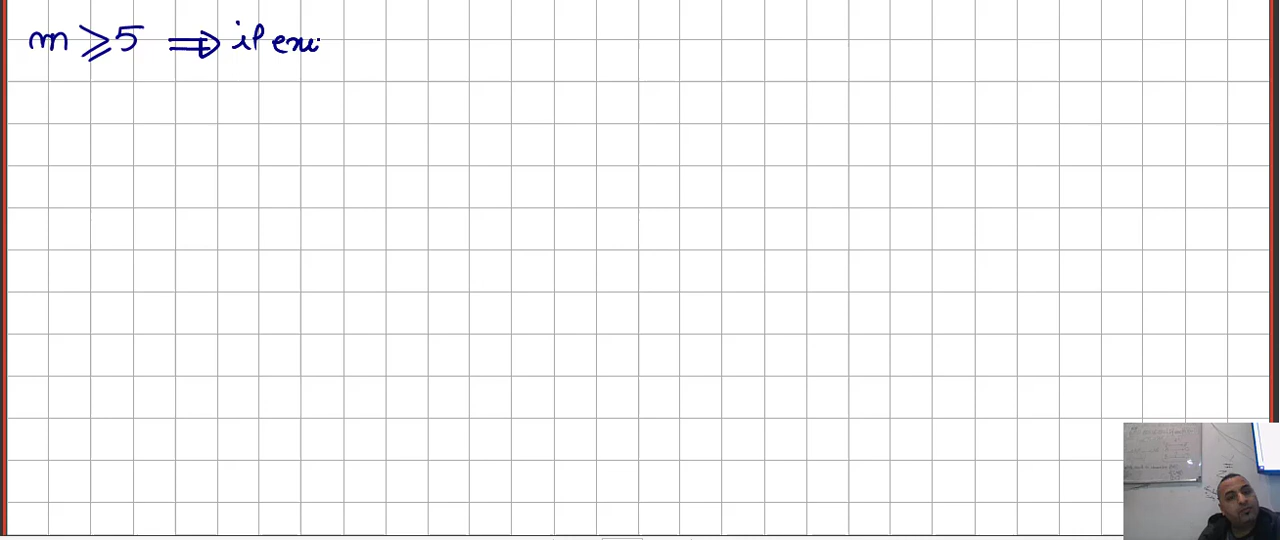 m ⩾ 5 ⇒ il exi